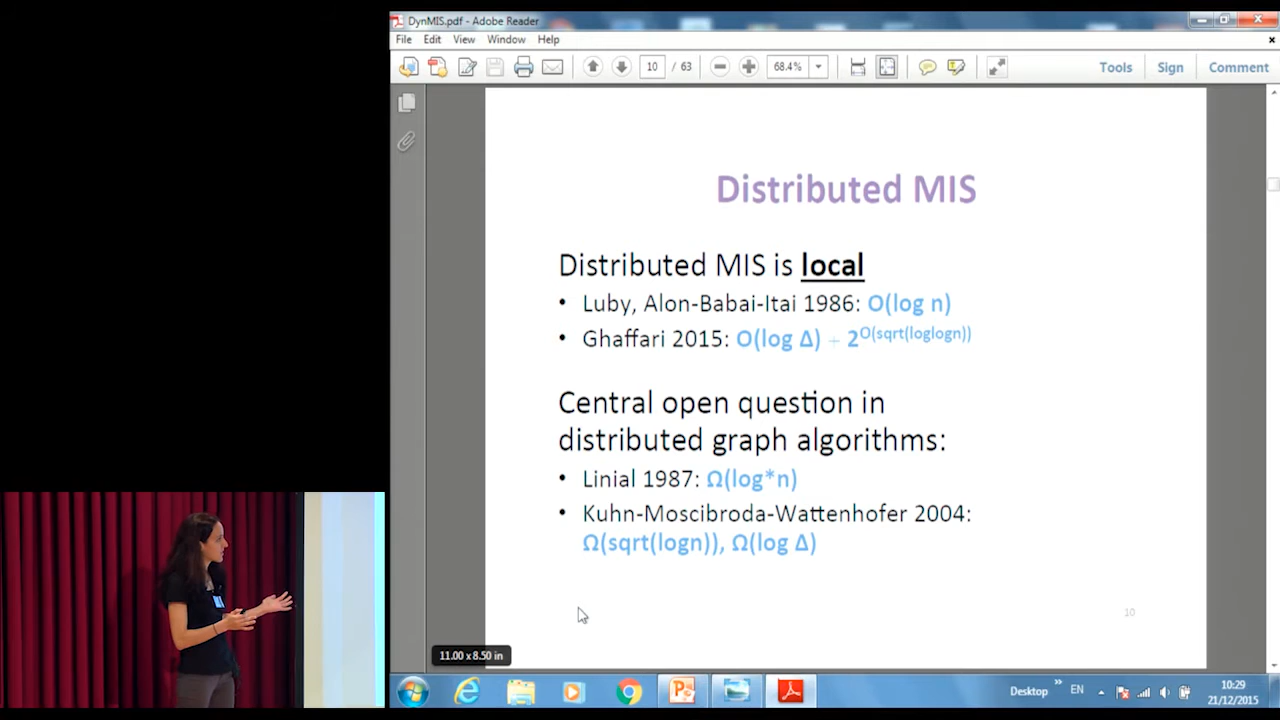 DynMIS.pdf - Adobe Reader
File Edit View Window Help
10 / 63 68.4% Tools Sign Comment
Distributed MIS
Distributed MIS is local
• Luby, Alon-Babai-Itai 1986: O(log n)
• Ghaffari 2015: O(log Δ) + 2^O(sqrt(loglogn))
Central open question in
distributed graph algorithms:
• Linial 1987: Ω(log*n)
• Kuhn-Moscibroda-Wattenhofer 2004:
Ω(sqrt(logn)), Ω(log Δ)
10
11.00 x 8.50 in
Desktop » EN 10:29
21/12/2015